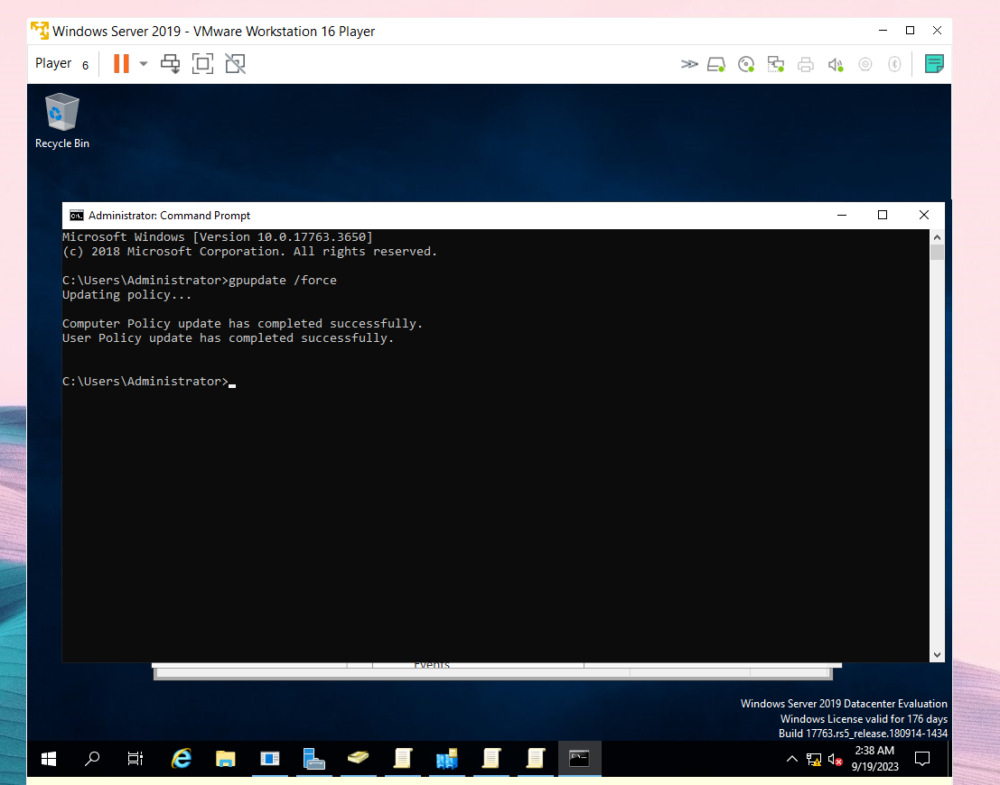 Windows Server 2019 - VMware Workstation 16 Player
Player 6
Recycle Bin
Administrator: Command Prompt
Microsoft Windows [Version 10.0.17763.3650]
(c) 2018 Microsoft Corporation. All rights reserved.
C:\Users\Administrator>gpupdate /force
Updating policy...
Computer Policy update has completed successfully.
User Policy update has completed successfully.
C:\Users\Administrator>
Events
Windows Server 2019 Datacenter Evaluation
Windows License valid for 176 days
Build 17763.rs5_release.180914-1434
2:38 AM
9/19/2023